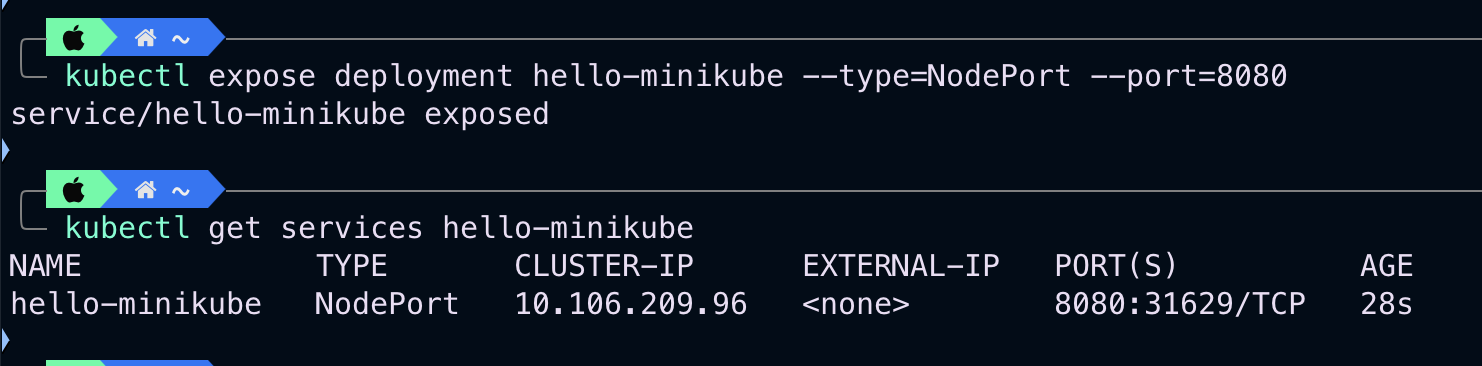 ~
kubectl expose deployment hello-minikube --type=NodePort --port=8080
service/hello-minikube exposed
~
kubectl get services hello-minikube
NAME TYPE CLUSTER-IP EXTERNAL-IP PORT(S) AGE
hello-minikube NodePort 10.106.209.96 <none> 8080:31629/TCP 28s